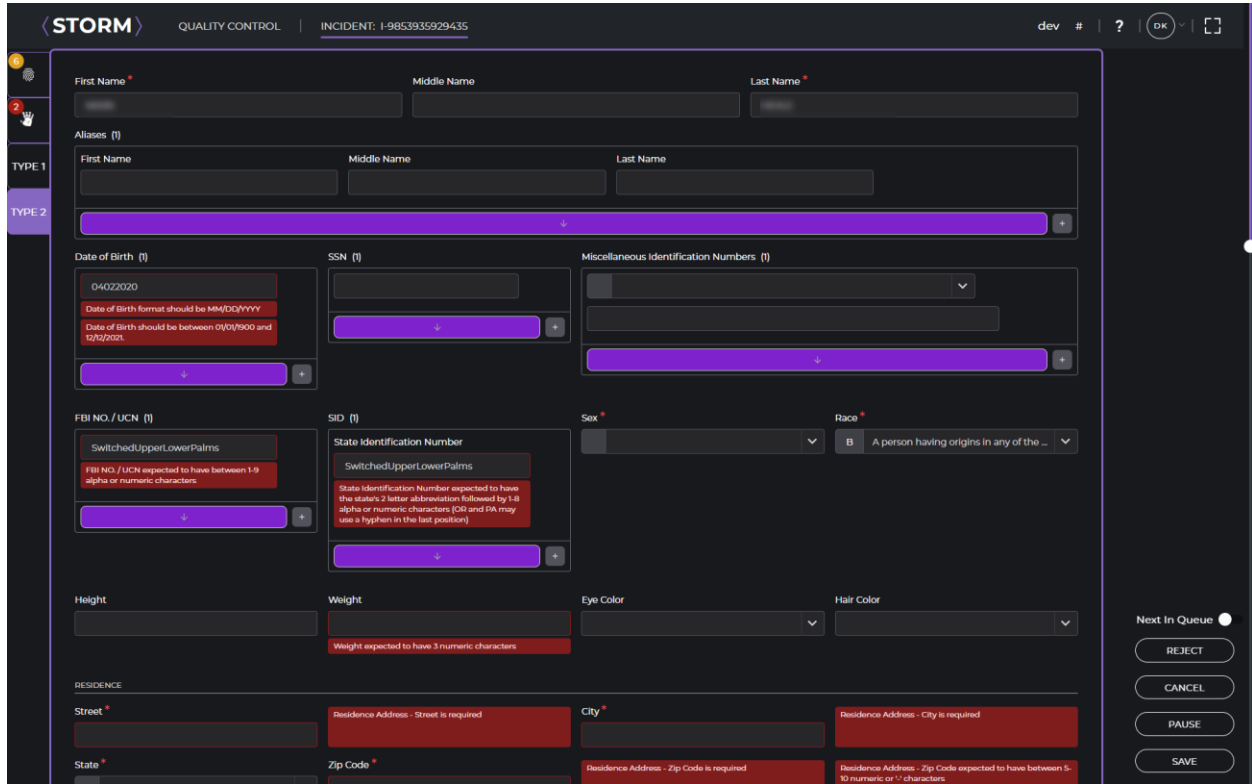 ⟨STORM⟩ QUALITY CONTROL | INCIDENT: I-9853935929435 dev # | ? | DK |
6
2
TYPE 1
TYPE 2
First Name * Middle Name Last Name *
Aliases (1)
First Name Middle Name Last Name
↓ +
Date of Birth (1) SSN (1) Miscellaneous Identification Numbers (1)
04022020
Date of Birth format should be MM/DD/YYYY
Date of Birth should be between 01/01/1900 and
12/12/2021.
↓ + ↓ + ↓ +
FBI NO. / UCN (1) SID (1) Sex * Race *
SwitchedUpperLowerPalms
FBI NO. / UCN expected to have between 1-9
alpha or numeric characters
↓ +
State Identification Number
SwitchedUpperLowerPalms
State Identification Number expected to have
the state's 2 letter abbreviation followed by 1-8
alpha or numeric characters (OR and PA may
use a hyphen in the last position)
↓ +
B A person having origins in any of the ...
Height Weight Eye Color Hair Color
Weight expected to have 3 numeric characters
RESIDENCE
Street * Residence Address - Street is required City * Residence Address - City is required
State * Zip Code * Residence Address - Zip Code is required Residence Address - Zip Code expected to have between 5-
10 numeric or '-' characters
Next In Queue
REJECT
CANCEL
PAUSE
SAVE